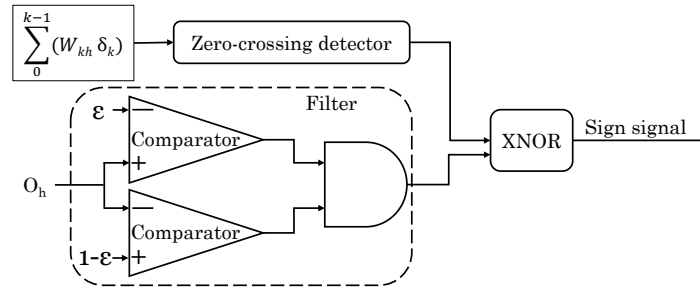 k−1
∑(W_kh δ_k)
0
Zero-crossing detector
Filter
ε
−
Comparator
+
XNOR
Sign signal
O_h
−
Comparator
1-ε
+